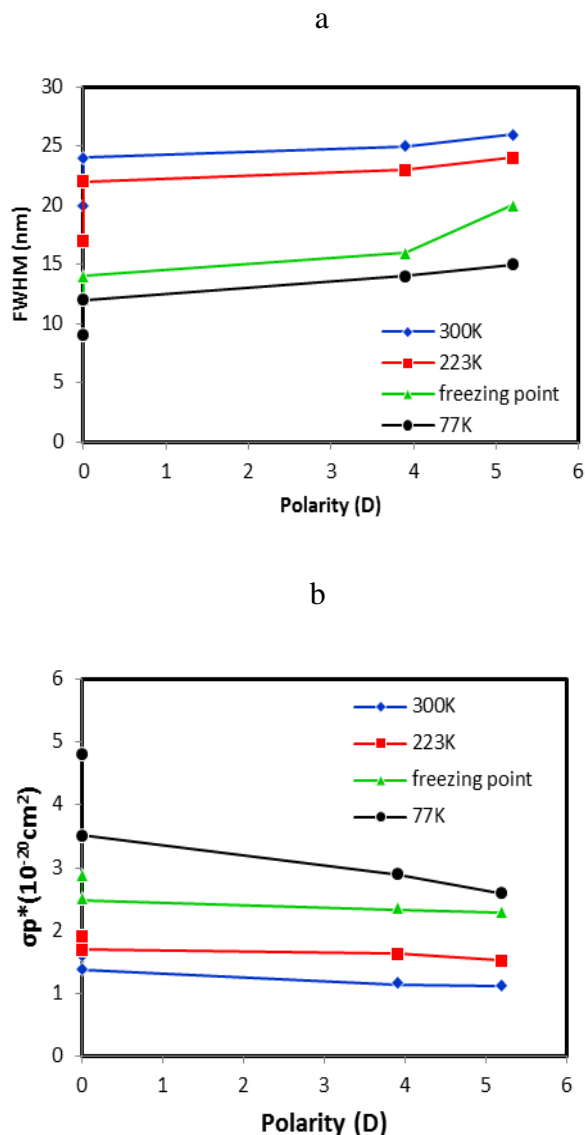 a
30
25
20
15
10
5
0
FWHM (nm)
300K
223K
freezing point
77K
0 1 2 3 4 5 6
Polarity (D)
b
6
5
4
3
2
1
0
σp*(10⁻²⁰cm²)
300K
223K
freezing point
77K
0 1 2 3 4 5 6
Polarity (D)